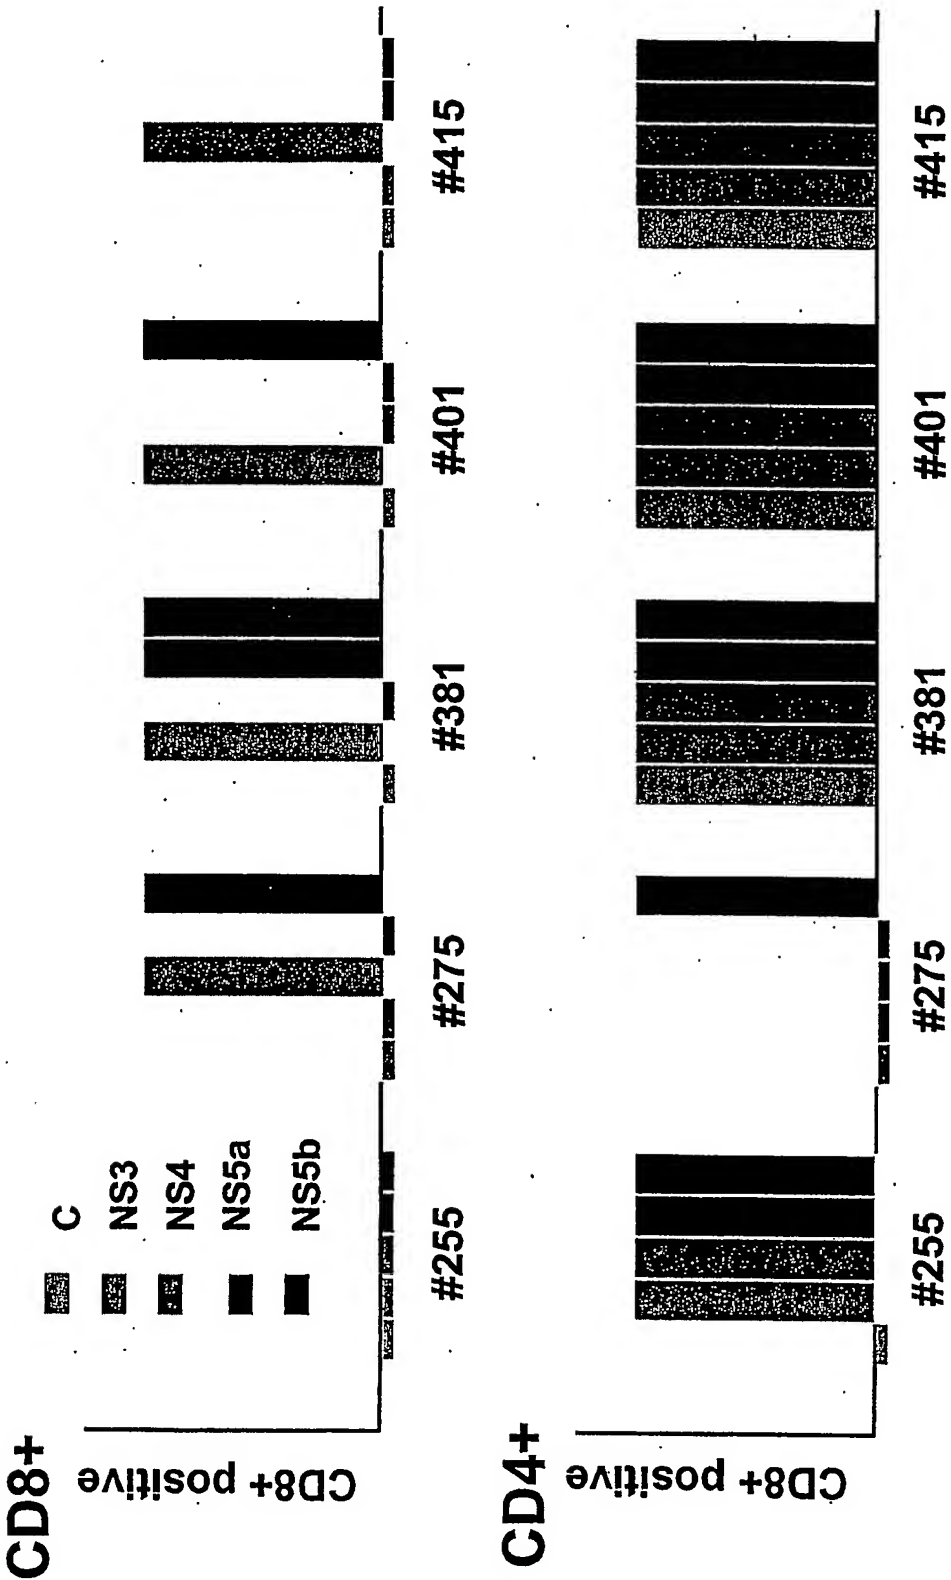 CD8+
CD8+ positive
C
NS3
NS4
NS5a
NS5b
#255
#275
#381
#401
#415
CD4+
CD8+ positive
#255
#275
#381
#401
#415